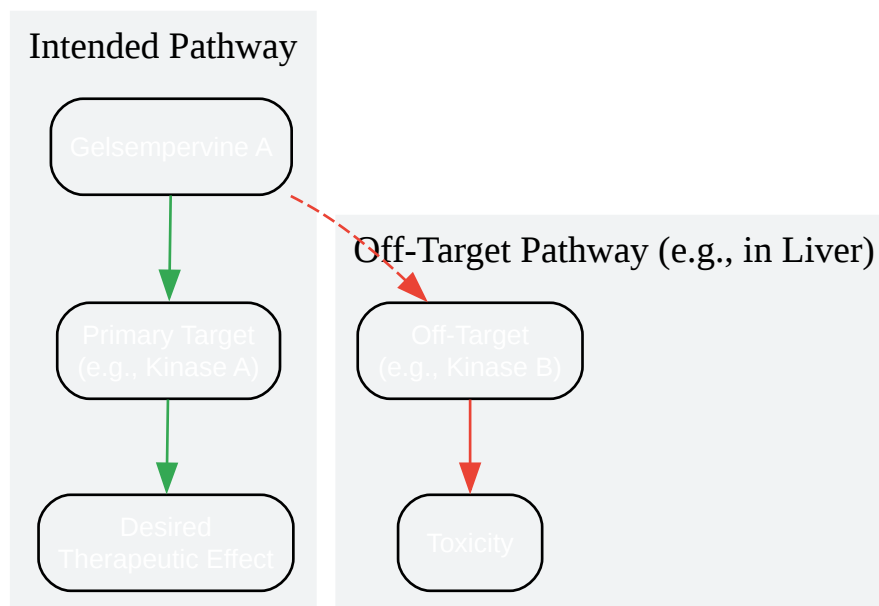 Intended Pathway
Gelsempervine A
Primary Target
(e.g., Kinase A)
Desired
Therapeutic Effect
Off-Target Pathway (e.g., in Liver)
Off-Target
(e.g., Kinase B)
Toxicity